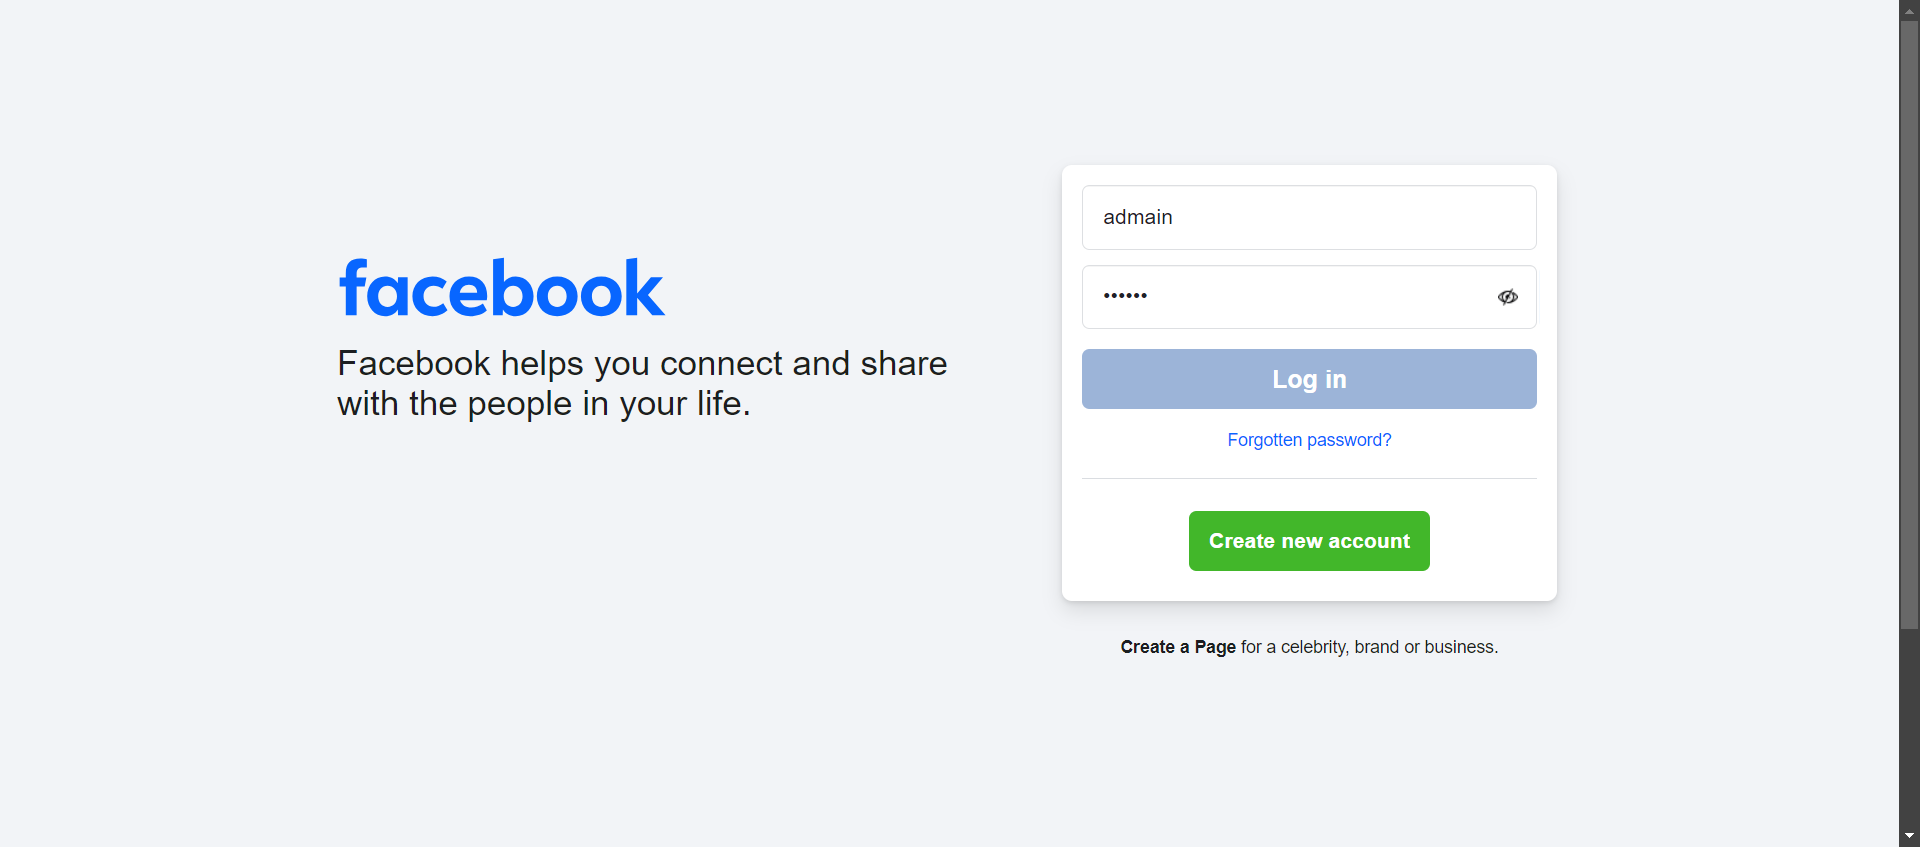 facebook
Facebook helps you connect and share
with the people in your life.
admain
••••••
Log in
Forgotten password?
Create new account
Create a Page for a celebrity, brand or business.